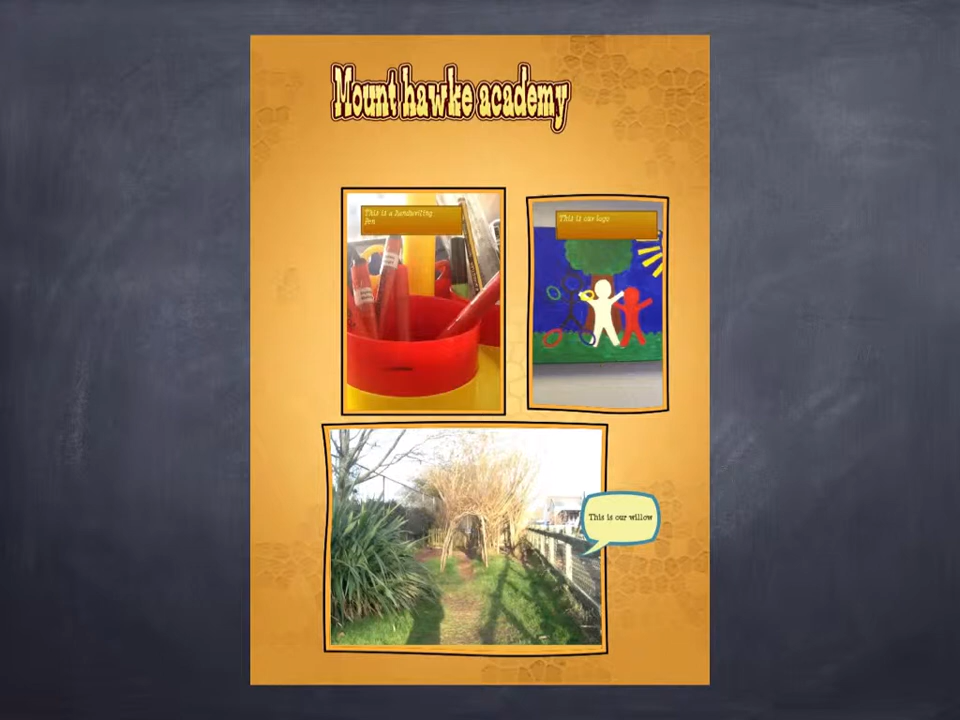 Mount hawke academy
This is a handwriting
Pen
This is our logo
This is our willow